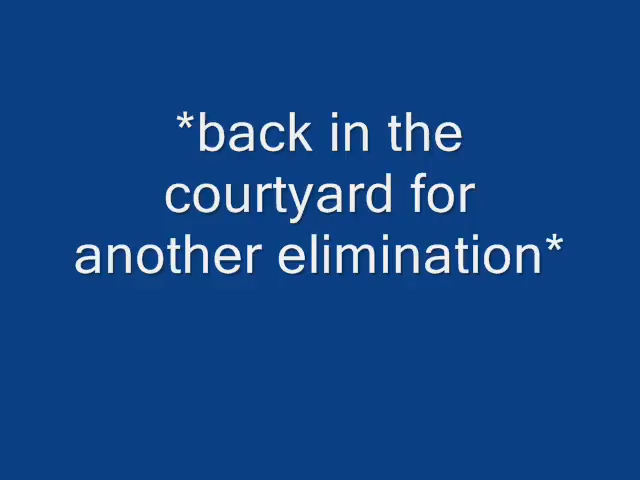 *back in the
courtyard for
another elimination*